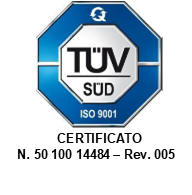 Q
TÜV
SÜD
ISO 9001
CERTIFICATO
N. 50 100 14484 – Rev. 005